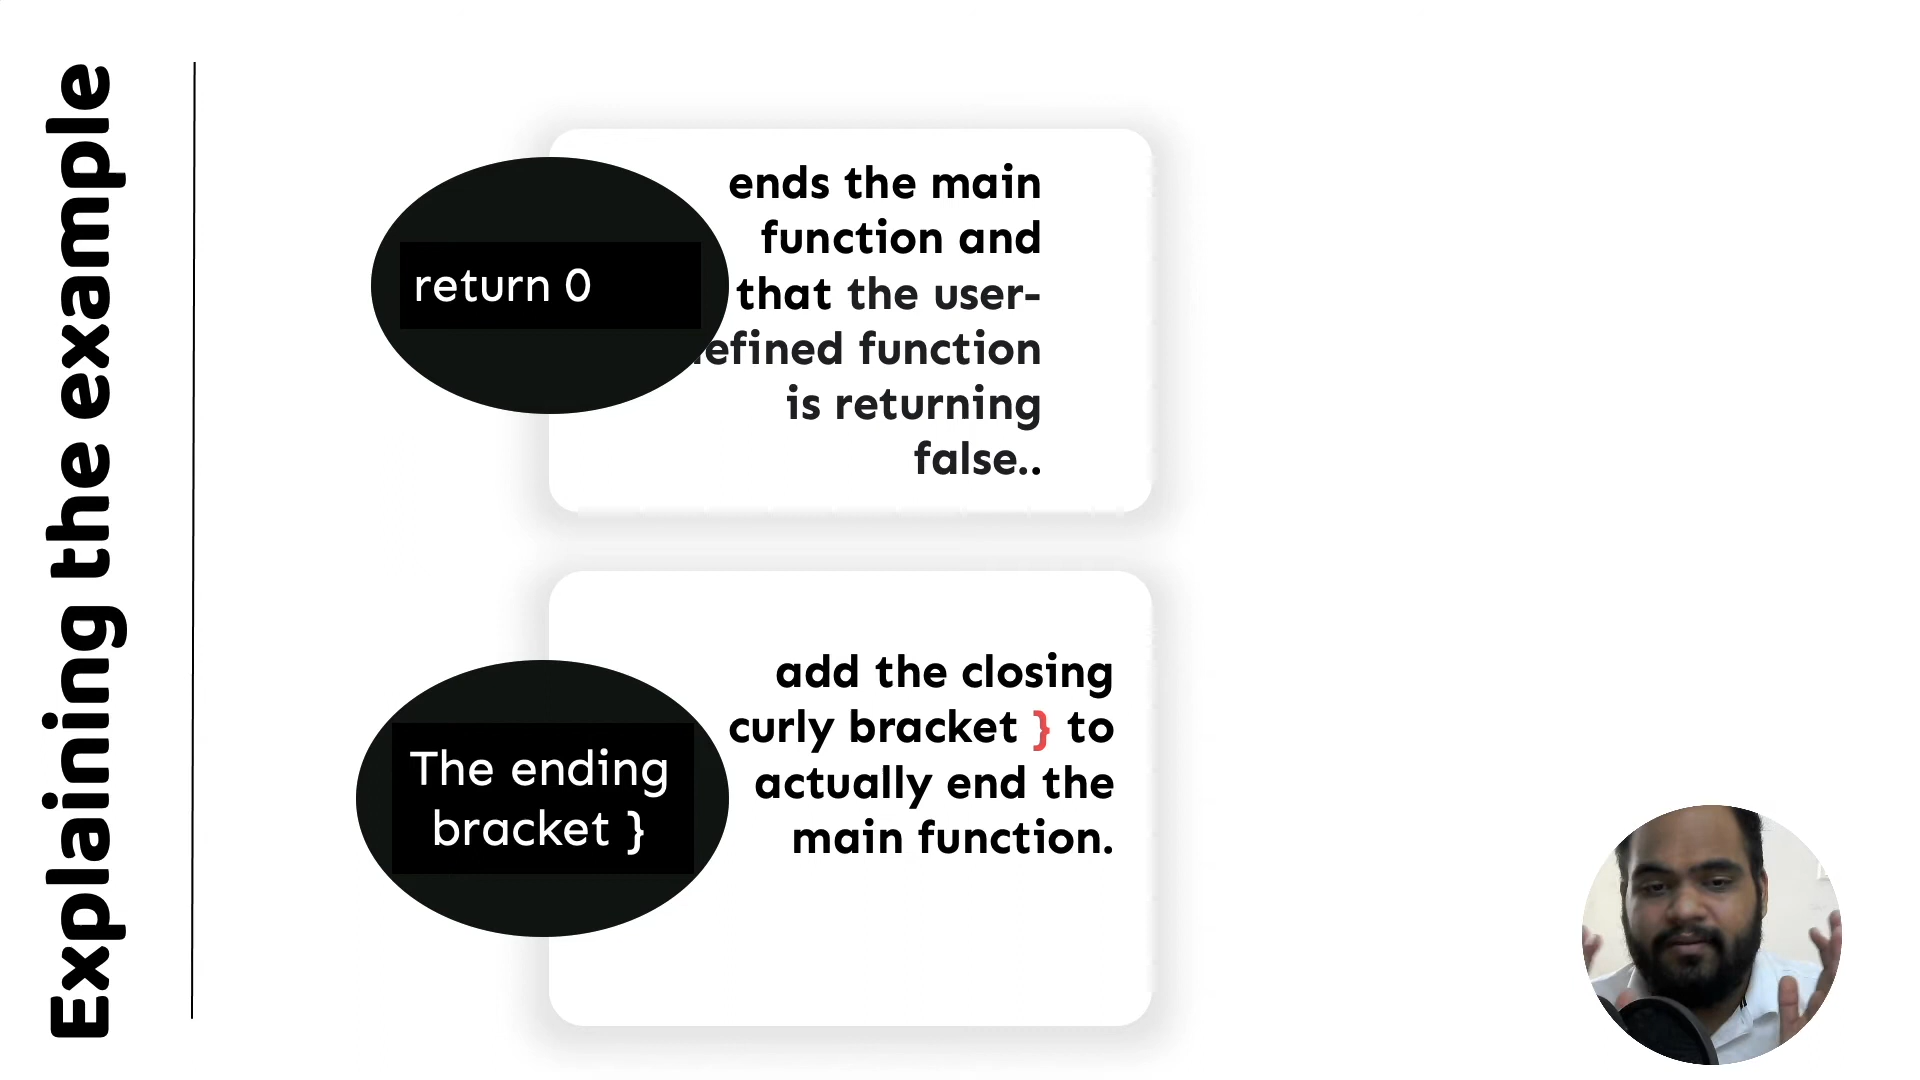 Explaining the example
return 0
ends the main
function and
that the user-
efined function
is returning
false..
The ending
bracket }
add the closing
curly bracket } to
actually end the
main function.